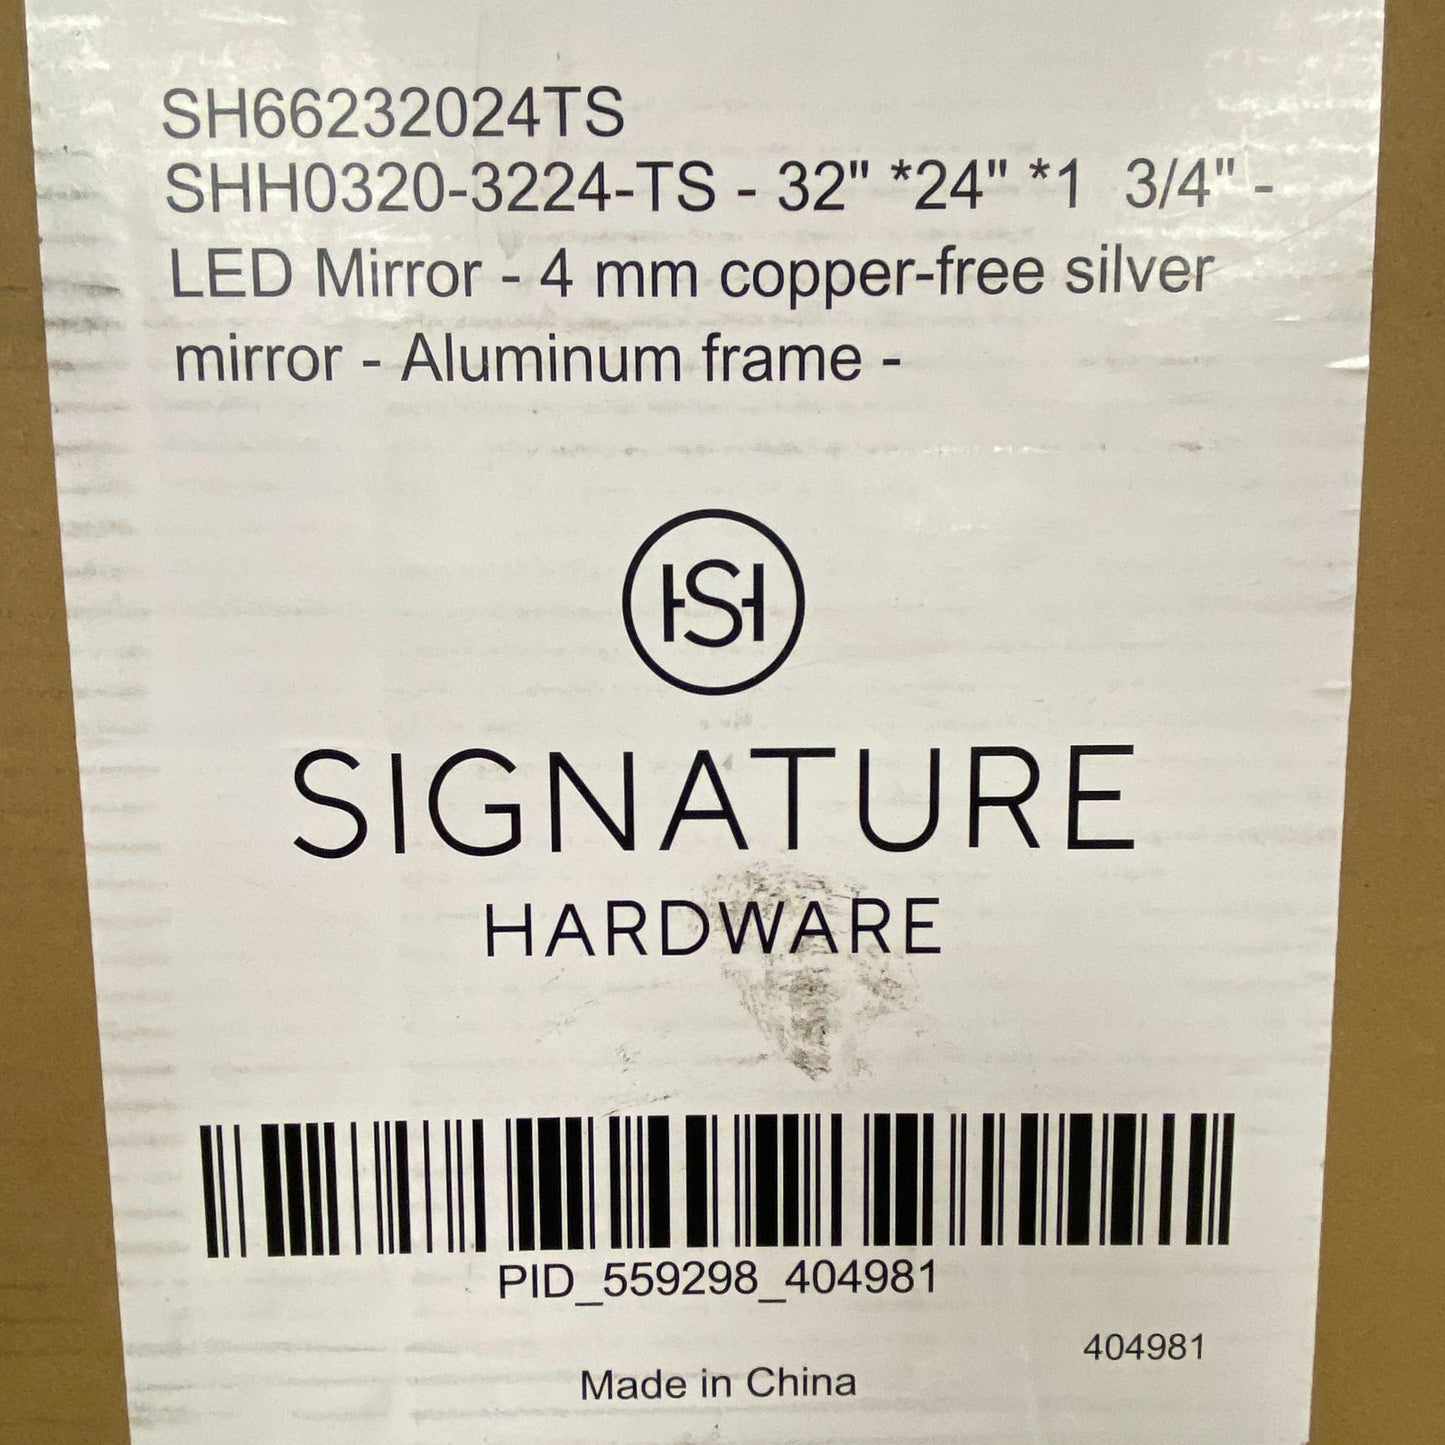 SH66232024TS
SHH0320-3224-TS - 32" *24" *1  3/4" -
LED Mirror - 4 mm copper-free silver
mirror - Aluminum frame -
HSH
SIGNATURE
HARDWARE
PID_559298_404981
404981
Made in China